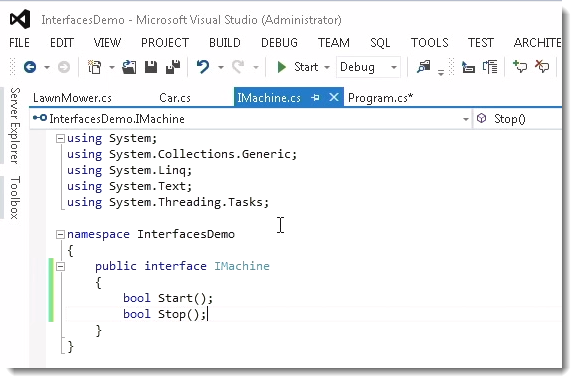 InterfacesDemo - Microsoft Visual Studio (Administrator)
FILE EDIT VIEW PROJECT BUILD DEBUG TEAM SQL TOOLS TEST ARCHITE
Start Debug
Server Explorer
Toolbox
LawnMower.cs Car.cs IMachine.cs Program.cs*
InterfacesDemo.IMachine Stop()
using System;
using System.Collections.Generic;
using System.Linq;
using System.Text;
using System.Threading.Tasks;
namespace InterfacesDemo
{
public interface IMachine
{
bool Start();
bool Stop();
}
}